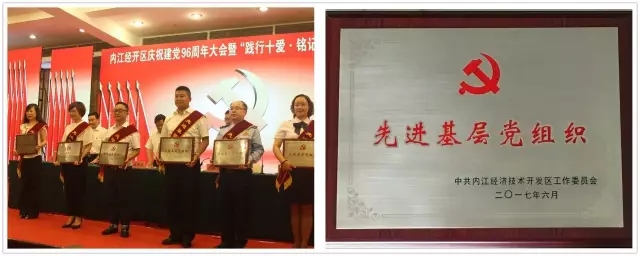 内江经开区庆祝建党96周年大会暨“践行十爱·铭记
先进基层党组织
中共内江经济技术开发区工作委员会
二〇一七年六月